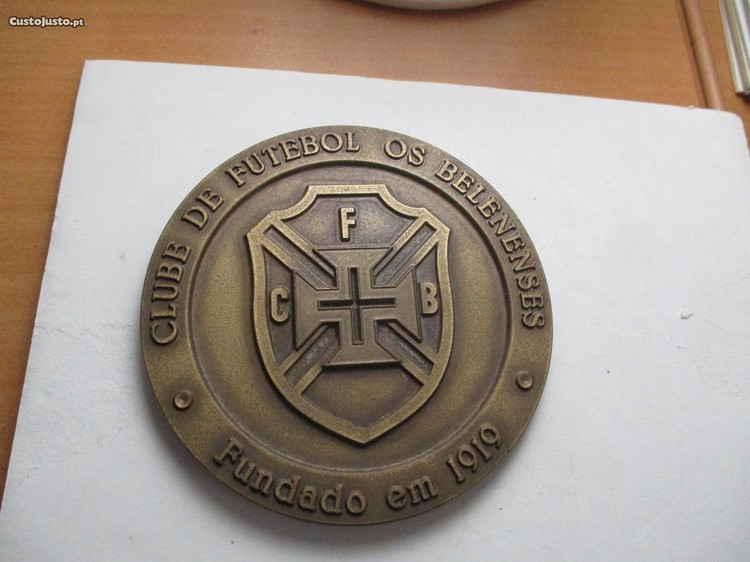 CustoJusto.pt
CLUBE DE FUTEBOL OS BELENENSES
F
C B
Fundado em 1919